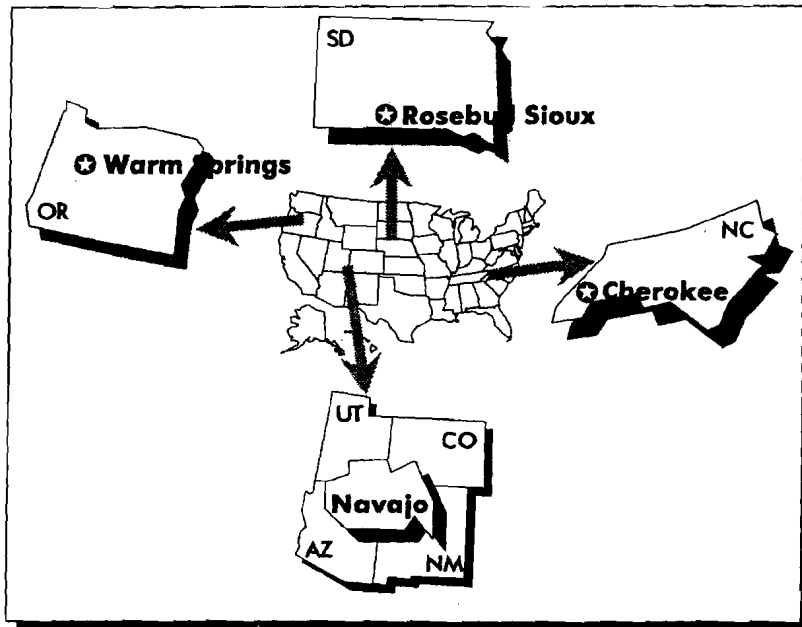 SD
Rosebud Sioux
Warm Springs
OR
NC
Cherokee
UT
CO
Navajo
AZ
NM